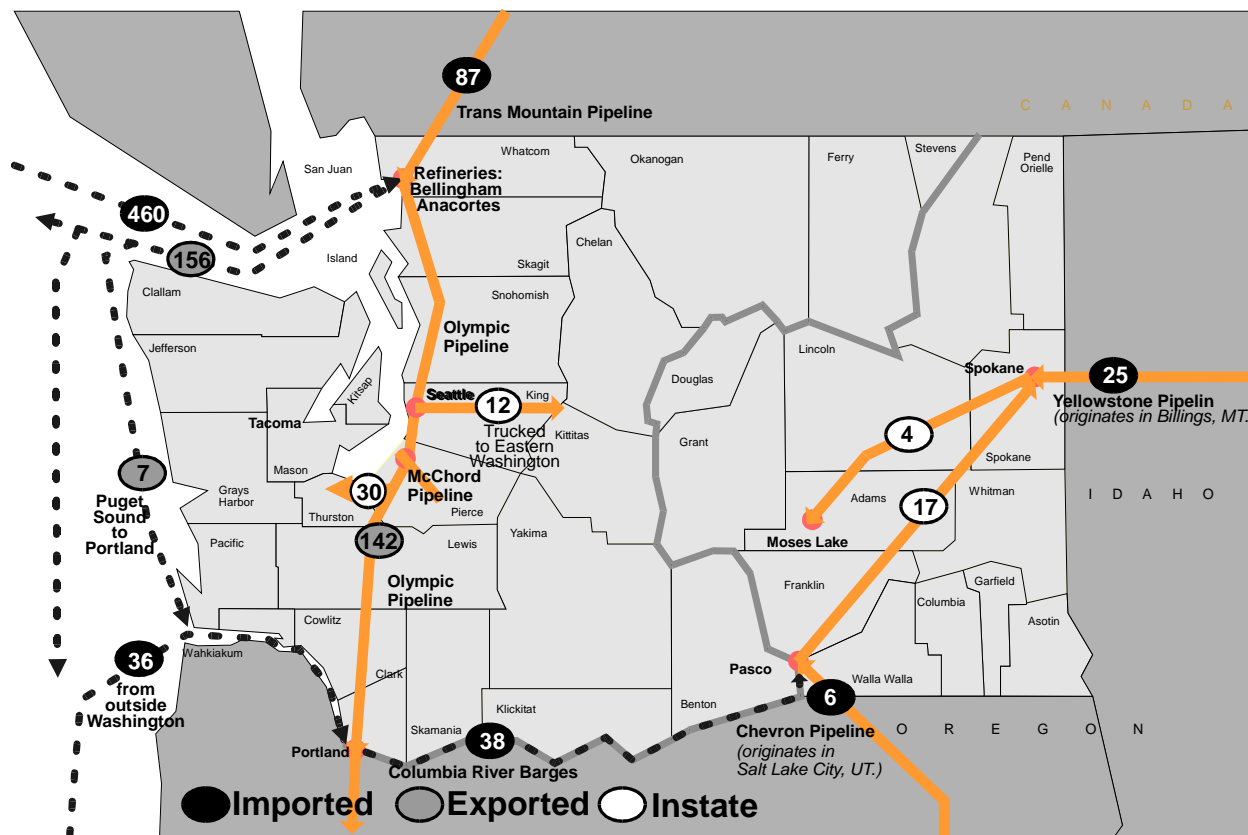 87
Trans Mountain Pipeline
C A N A D A
San Juan
Whatcom
Okanogan
Ferry
Stevens
Pend
Orielle
Refineries:
Bellingham
Anacortes
460
156
Island
Skagit
Chelan
Clallam
Snohomish
Olympic
Pipeline
Jefferson
Lincoln
Spokane
25
Yellowstone Pipelin
(originates in Billings, MT.
Douglas
Kitsap
Seattle
12
King
Trucked
to Eastern
Washington
Kittitas
Tacoma
Grant
4
Spokane
Mason
7
Puget
Sound
to
Portland
Grays
Harbor
30
McChord
Pipeline
Thurston
Pierce
Adams
17
Whitman
I D A H O
142
Pacific
Lewis
Yakima
Moses Lake
Olympic
Pipeline
Franklin
Columbia
Garfield
Asotin
Cowlitz
Wahkiakum
36
from
outside
Washington
Clark
Pasco
Walla Walla
6
Benton
Klickitat
Skamania
38
Chevron Pipeline
(originates in
Salt Lake City, UT.)
O R E G O N
Portland
Columbia River Barges
Imported
Exported
Instate